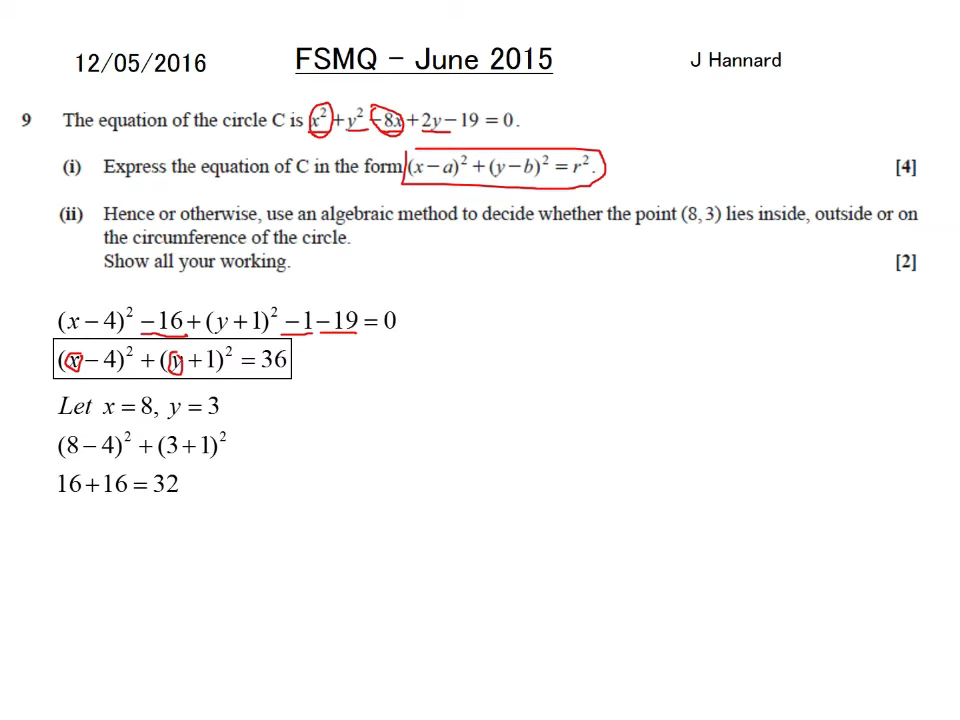 12/05/2016 FSMQ – June 2015 J Hannard
9 The equation of the circle C is x² + y² − 8x + 2y − 19 = 0.
(i) Express the equation of C in the form (x − a)² + (y − b)² = r². [4]
(ii) Hence or otherwise, use an algebraic method to decide whether the point (8, 3) lies inside, outside or on
the circumference of the circle.
Show all your working. [2]
(x − 4)² − 16 + (y + 1)² − 1 − 19 = 0
(x − 4)² + (y + 1)² = 36
Let x = 8, y = 3
(8 − 4)² + (3 + 1)²
16 + 16 = 32